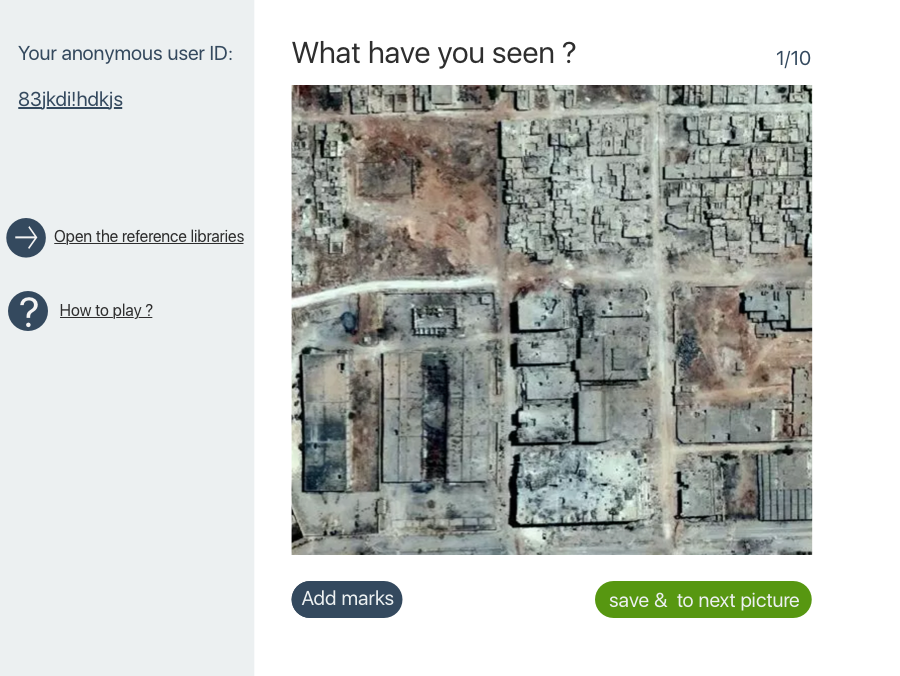 Your anonymous user ID:
83jkdi!hdkjs
Open the reference libraries
?
How to play ?
What have you seen ?
1/10
Add marks
save &  to next picture